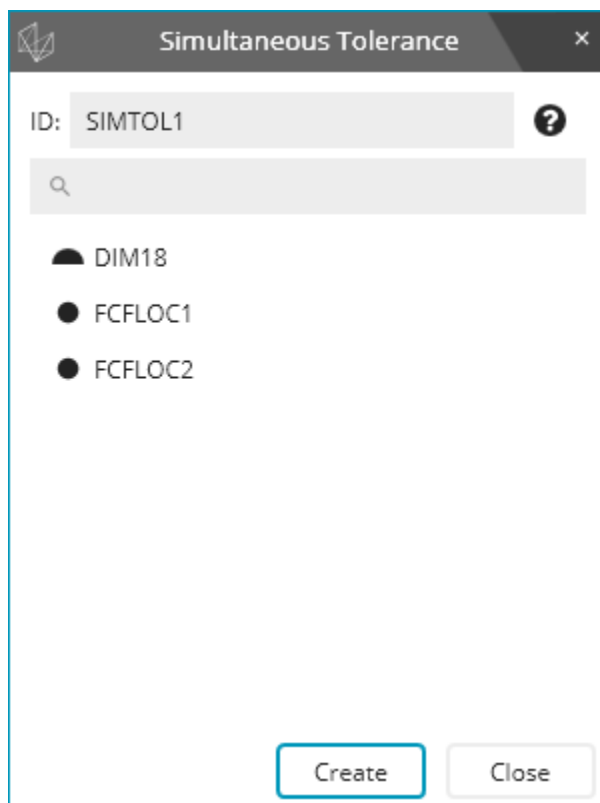 Simultaneous Tolerance
ID: SIMTOL1
DIM18
FCFLOC1
FCFLOC2
Create Close